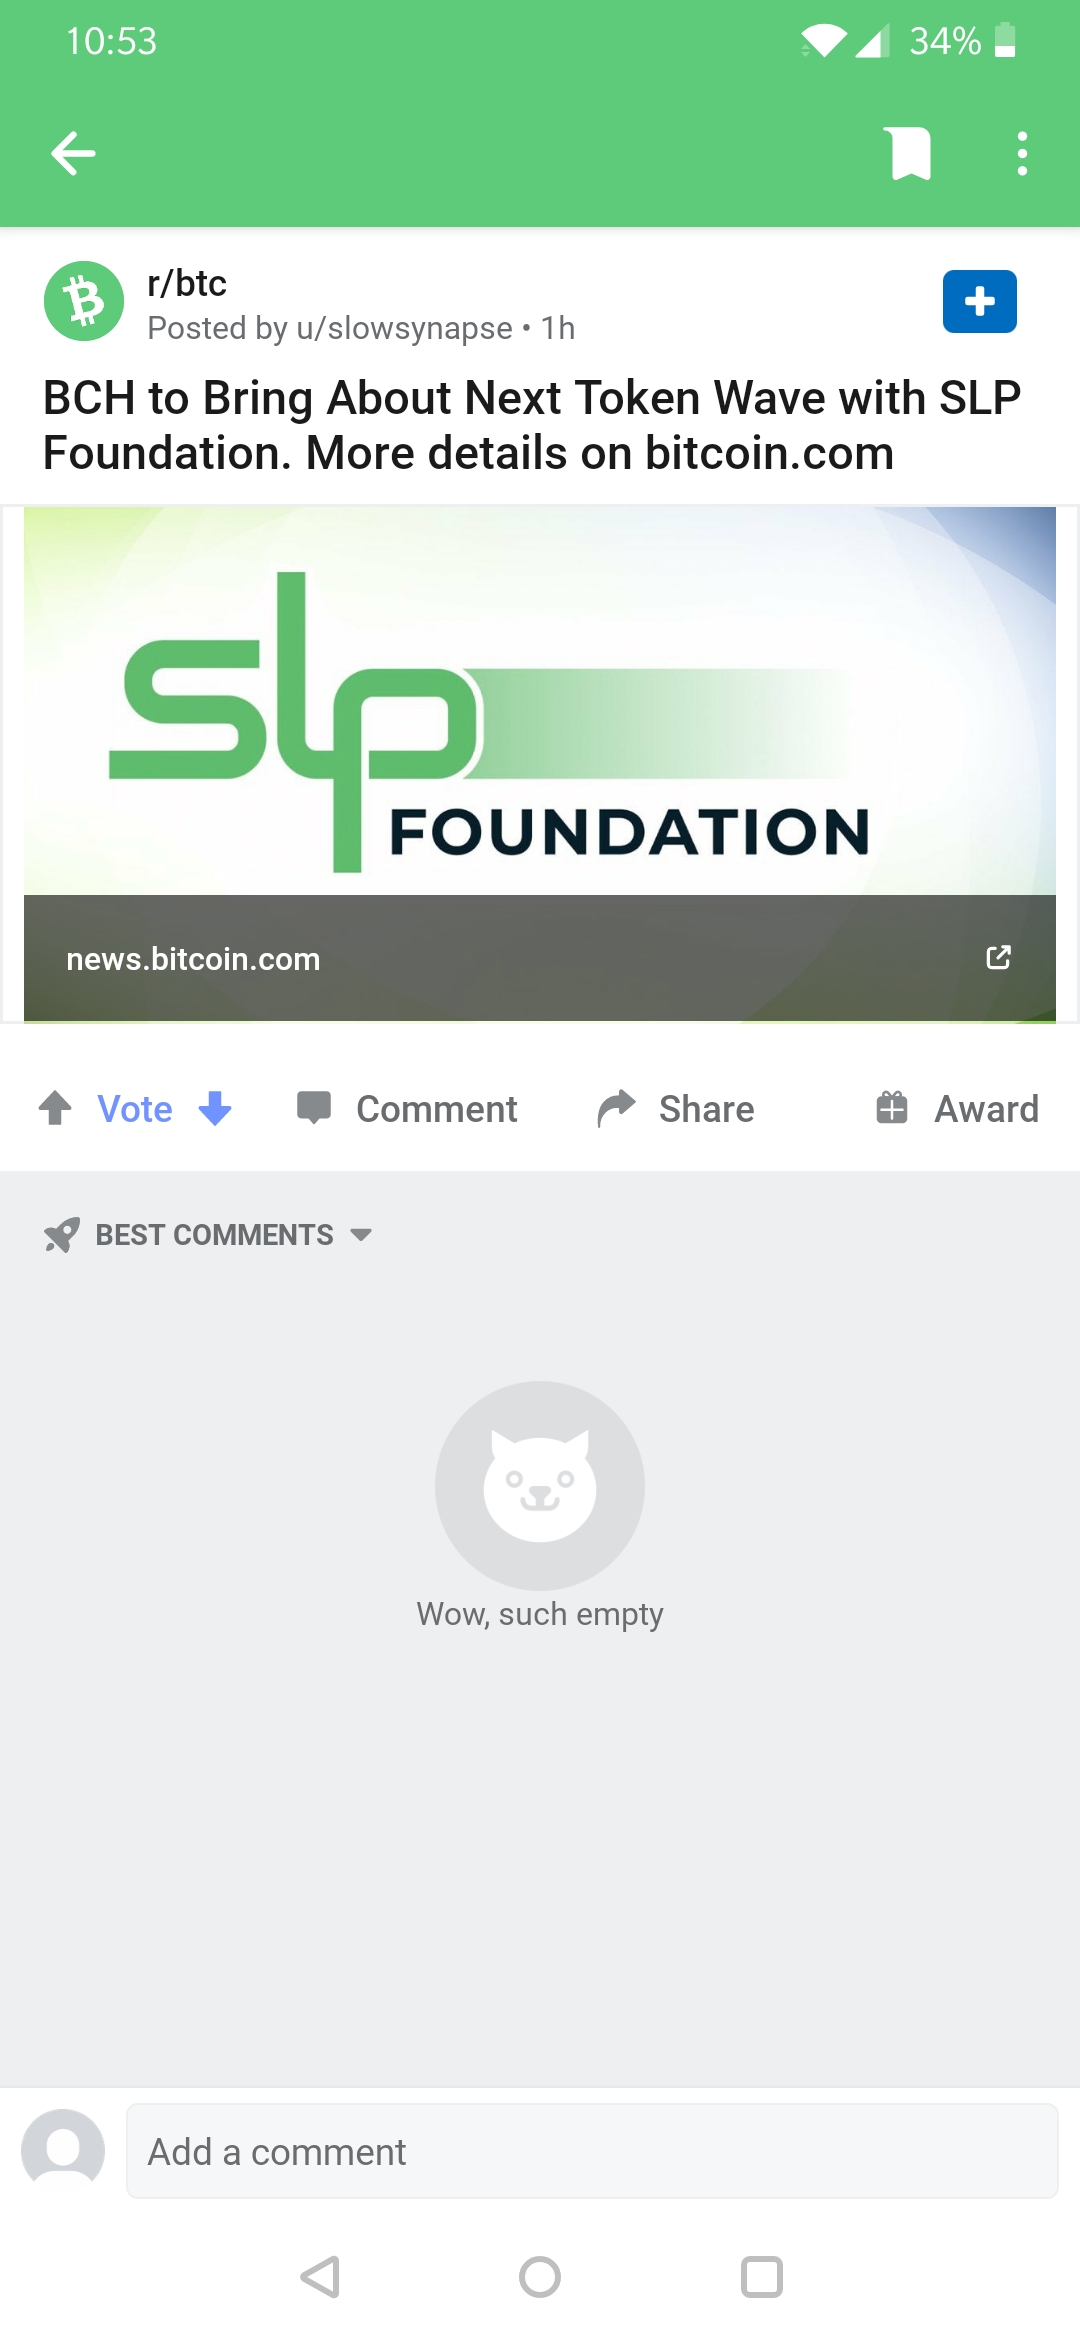 10:53
34%
r/btc
Posted by u/slowsynapse • 1h
BCH to Bring About Next Token Wave with SLP
Foundation. More details on bitcoin.com
slp
FOUNDATION
news.bitcoin.com
Vote
Comment
Share
Award
BEST COMMENTS
Wow, such empty
Add a comment